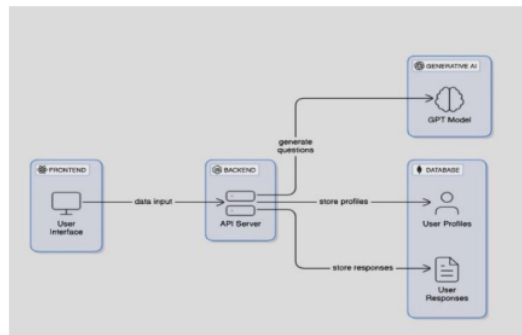 GENERATIVE AI
GPT Model
generate
questions
FRONTEND
User
Interface
data input
BACKEND
API Server
store profiles
DATABASE
User Profiles
store responses
User
Responses